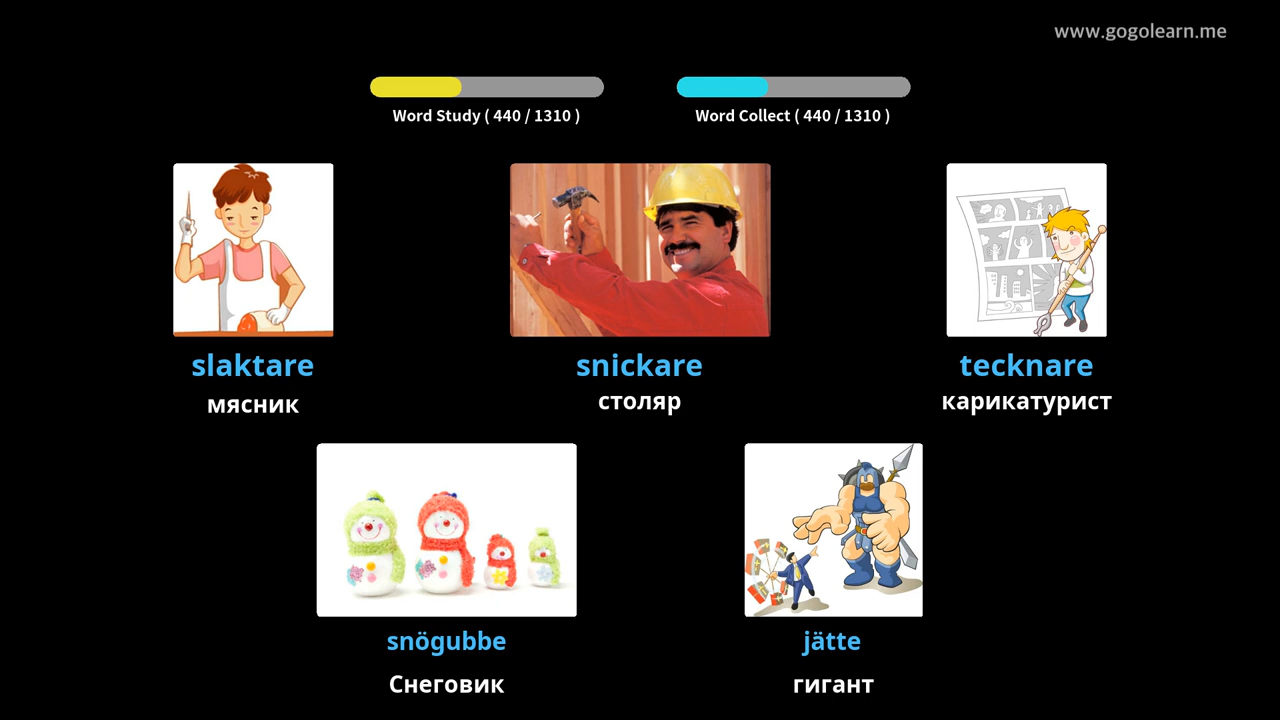 www.gogolearn.me
Word Study ( 440 / 1310 )
Word Collect ( 440 / 1310 )
slaktare
мясник
snickare
столяр
tecknare
карикатурист
snögubbe
Снеговик
jätte
гигант